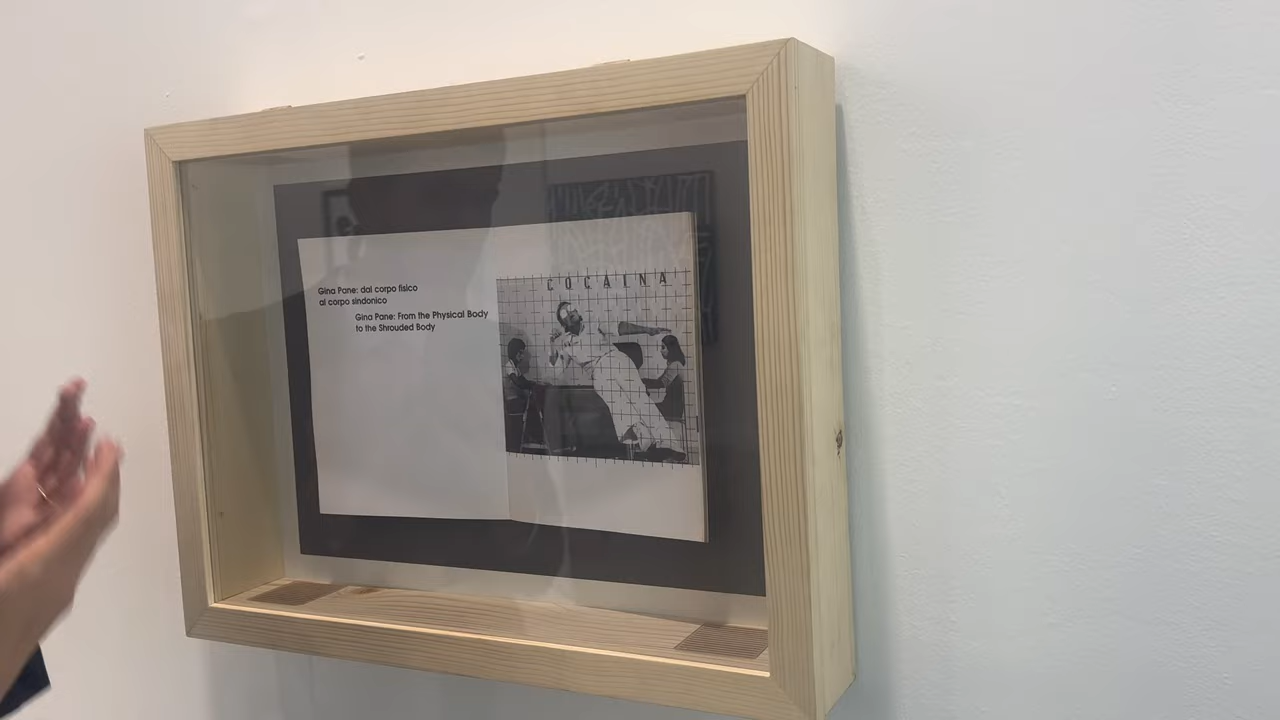 Gina Pane: dal corpo fisico
al corpo sindonico
Gina Pane: From the Physical Body
to the Shrouded Body
COCAINA